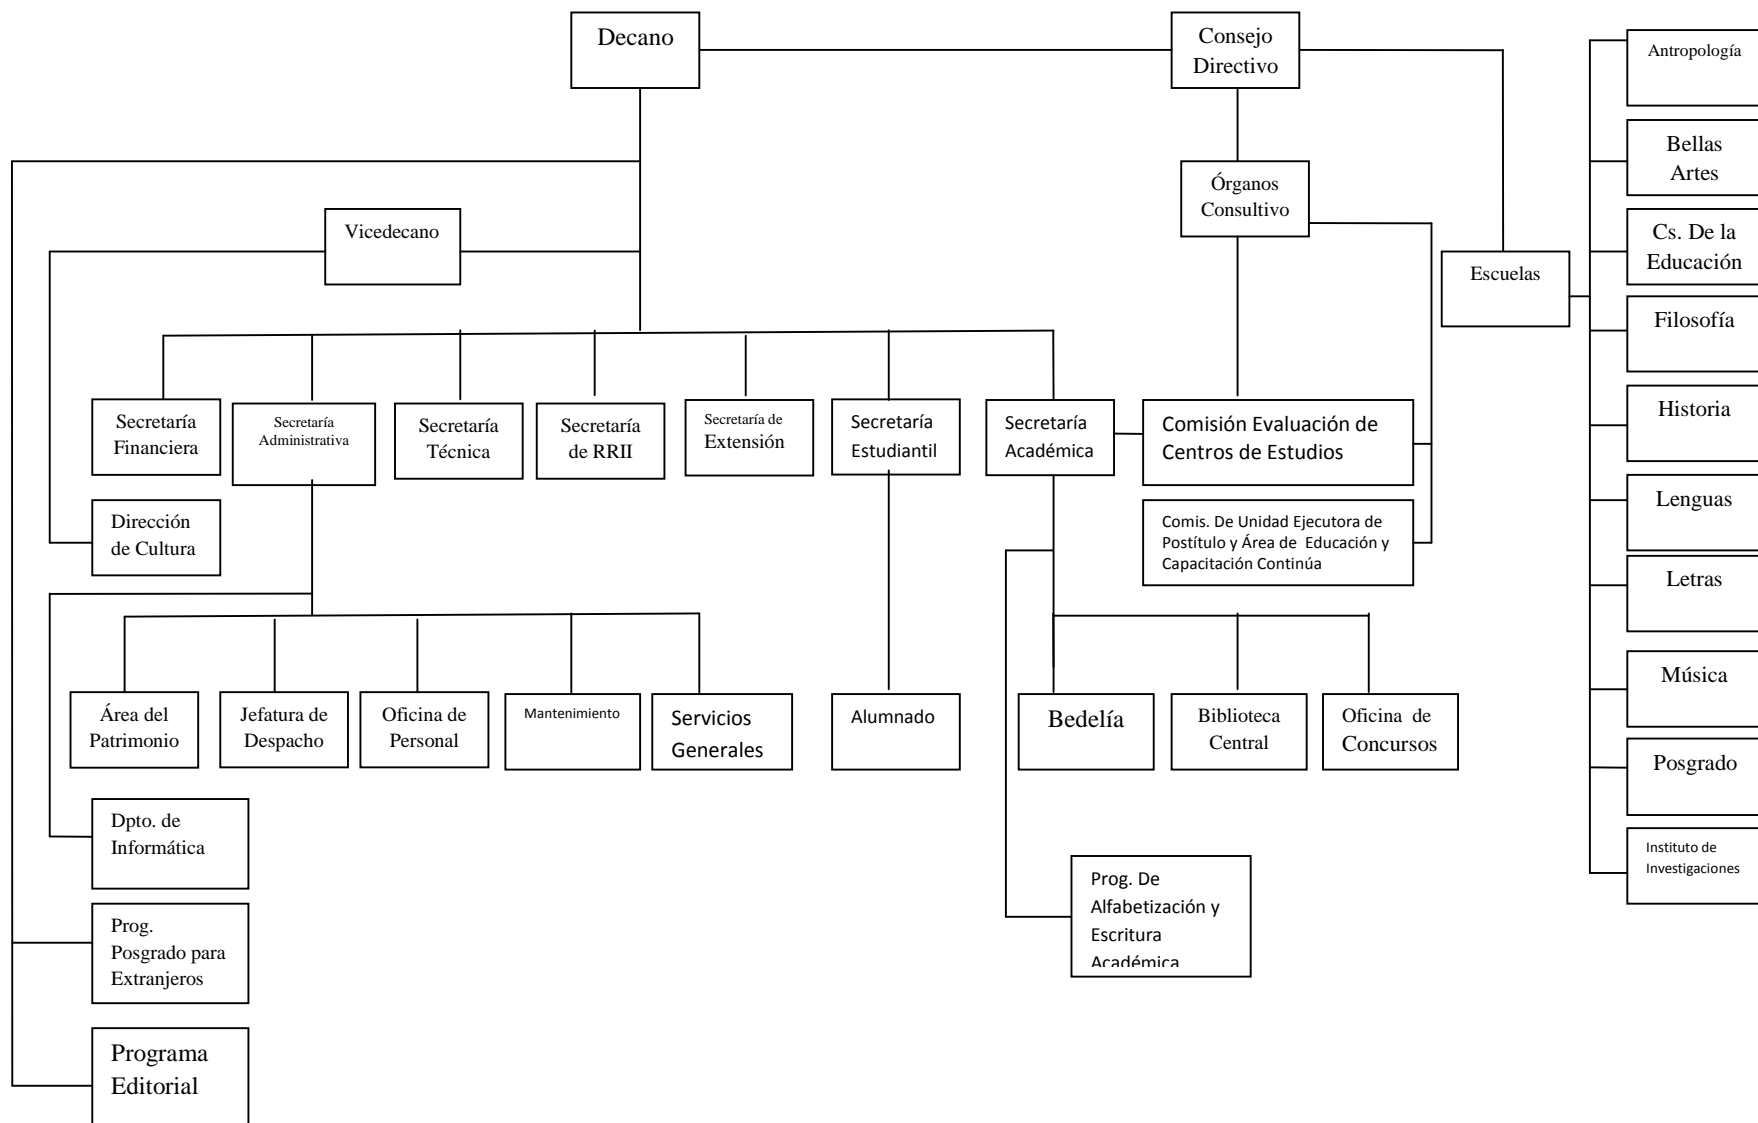 Decano
Consejo
Directivo
Antropología
Bellas
Artes
Órganos
Consultivo
Vicedecano
Cs. De la
Educación
Escuelas
Filosofía
Secretaría
Financiera
Secretaría
Administrativa
Secretaría
Técnica
Secretaría
de RRII
Secretaría de
Extensión
Secretaría
Estudiantil
Secretaría
Académica
Comisión Evaluación de
Centros de Estudios
Historia
Lenguas
Dirección
de Cultura
Comis. De Unidad Ejecutora de
Postítulo y Área de Educación y
Capacitación Continúa
Letras
Música
Área del
Patrimonio
Jefatura de
Despacho
Oficina de
Personal
Mantenimiento
Servicios
Generales
Alumnado
Bedelía
Biblioteca
Central
Oficina de
Concursos
Posgrado
Dpto. de
Informática
Instituto de
Investigaciones
Prog. De
Alfabetización y
Escritura
Académica
Prog.
Posgrado para
Extranjeros
Programa
Editorial